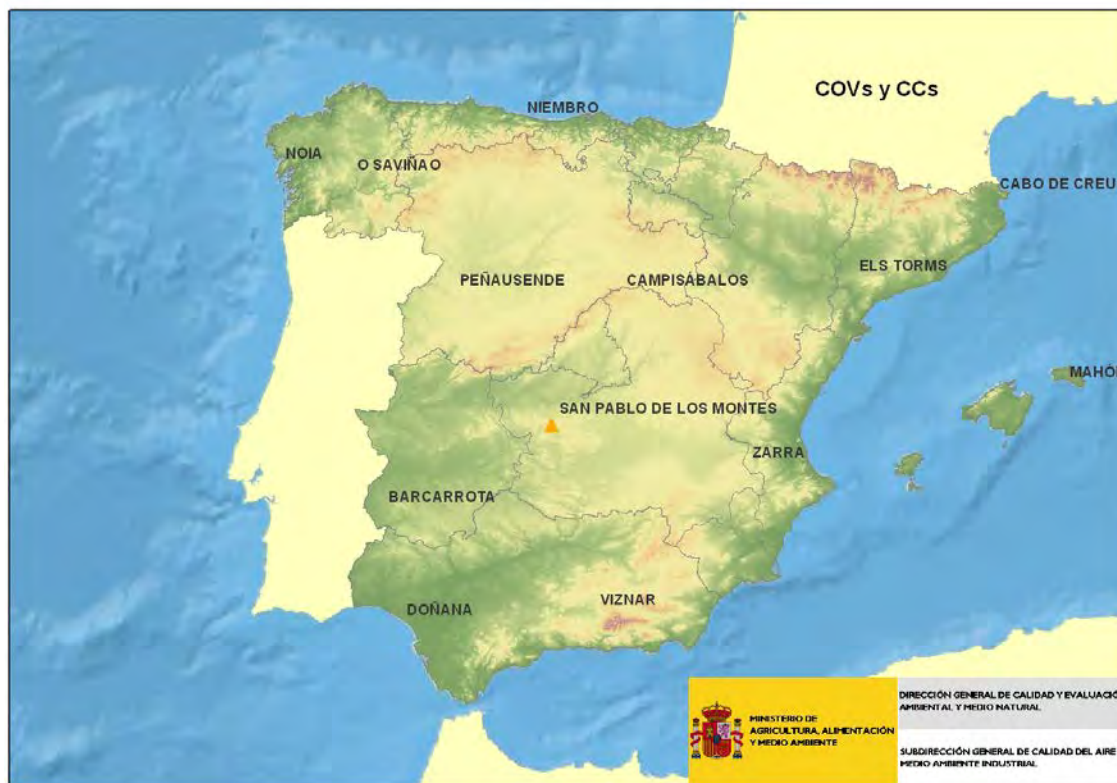 COVs y CCs
NIEMBRO
NOIA
O SAVIÑAO
CABO DE CREU
ELS TORMS
PEÑAUSENDE
CAMPISÁBALOS
MAHÓN
SAN PABLO DE LOS MONTES
ZARRA
BARCARROTA
DOÑANA
VIZNAR
MINISTERIO DE
AGRICULTURA, ALIMENTACIÓN
Y MEDIO AMBIENTE
DIRECCIÓN GENERAL DE CALIDAD Y EVALUACIÓ
AMBIENTAL Y MEDIO NATURAL
SUBDIRECCIÓN GENERAL DE CALIDAD DEL AIRE
MEDIO AMBIENTE INDUSTRIAL